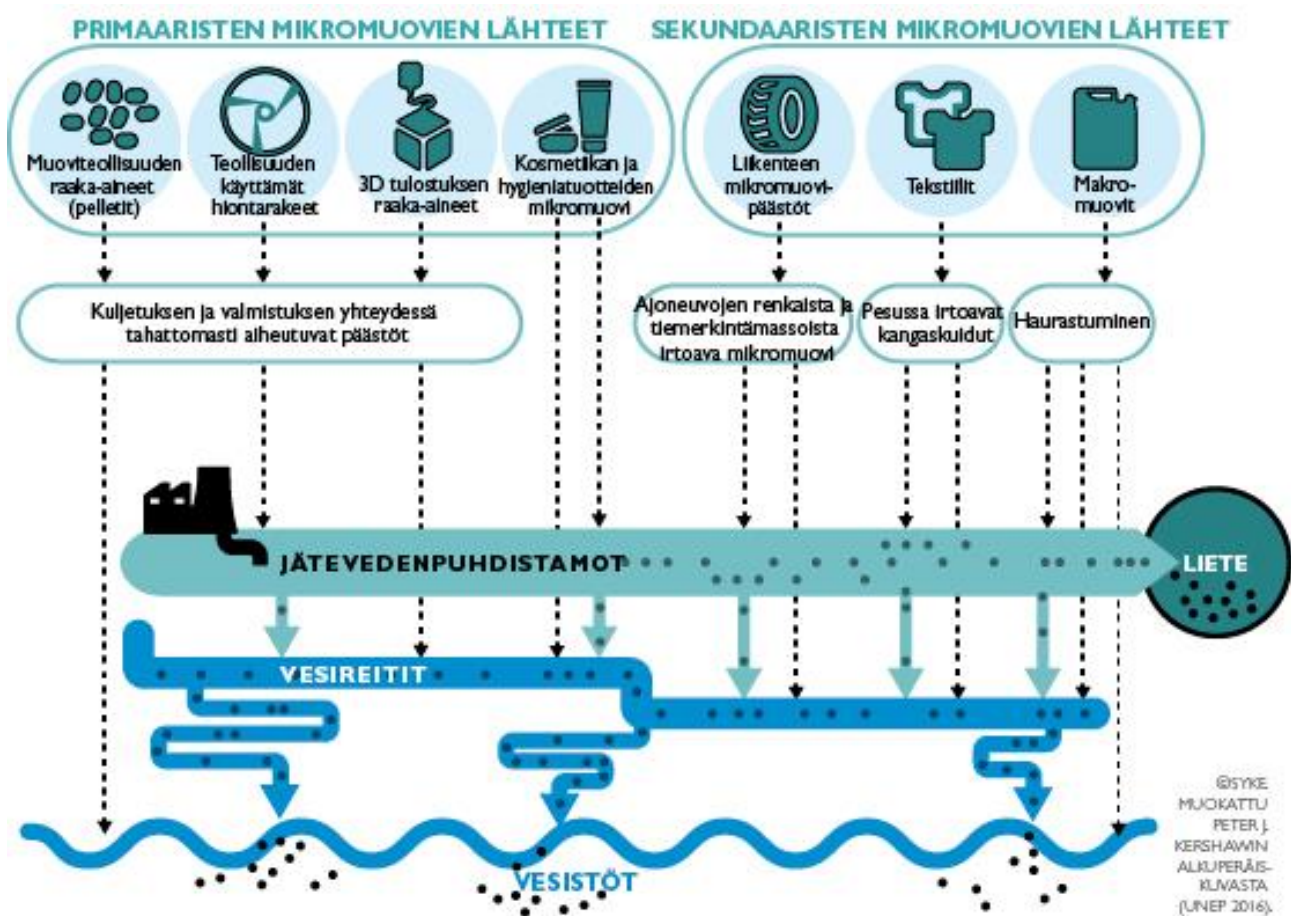 PRIMAARISTEN MIKROMUOVIEN LÄHTEET
SEKUNDAARISTEN MIKROMUOVIEN LÄHTEET
Muoviteollisuuden
raaka-aineet
(pelletit)
Teollisuuden
käyttämät
hiontarakeet
3D tulostuksen
raaka-aineet
Kosmetiikan ja
hygieniatuotteiden
mikromuovi
Liikenteen
mikromuovi-
päästöt
Tekstiilit
Makro-
muovit
Kuljetuksen ja valmistuksen yhteydessä
tahattomasti aiheutuvat päästöt
Ajoneuvojen renkaista ja
tiemerkintämassoista
irtoava mikromuovi
Pesussa irtoavat
kangaskuidut
Haurastuminen
JÄTEVEDENPUHDISTAMOT
LIETE
VESIREITIT
VESISTÖT
©SYKE
MUOKATTU
PETER J.
KERSHAWIN
ALKUPERÄIS-
KUVASTA
(UNEP 2016).